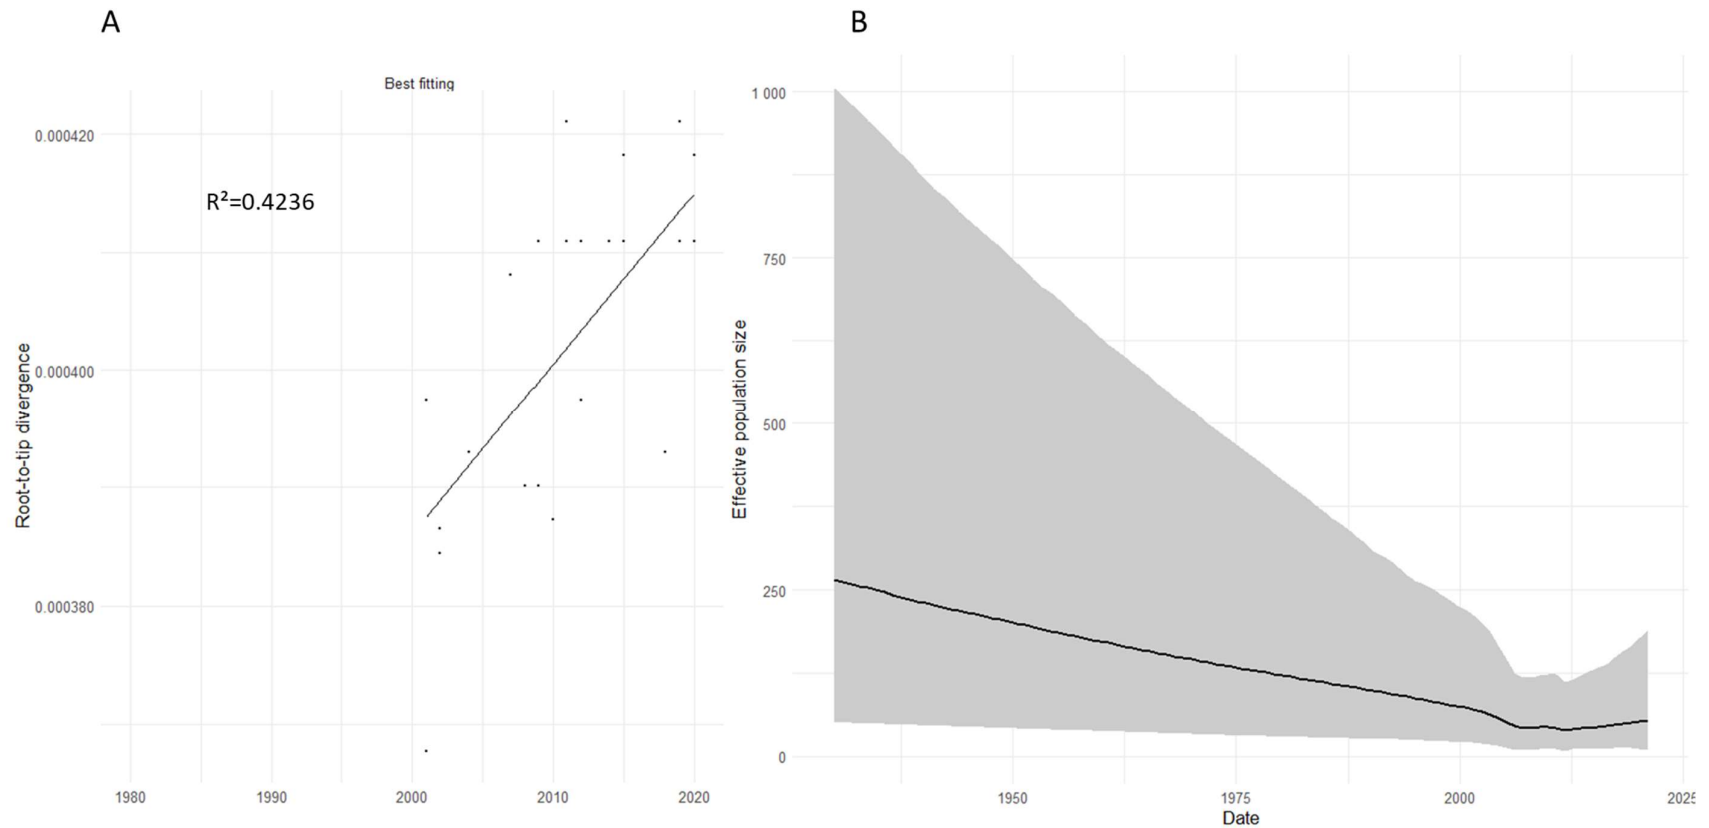 A
Best fitting
0.000420
R²=0.4236
0.000400
0.000380
Root-to-tip divergence
1980
1990
2000
2010
2020
B
1 000
750
500
250
0
Effective population size
1950
1975
2000
2025
Date